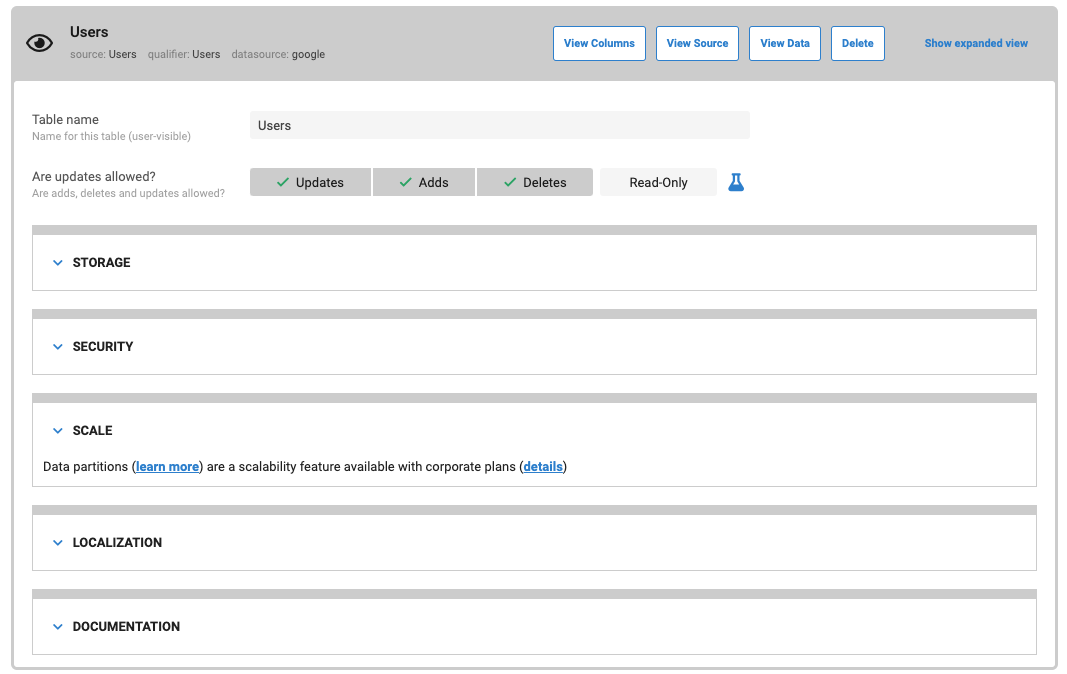 Users
source: Users qualifier: Users datasource: google
View Columns View Source View Data Delete Show expanded view
Table name
Name for this table (user-visible)
Users
Are updates allowed?
Are adds, deletes and updates allowed?
Updates Adds Deletes Read-Only
STORAGE
SECURITY
SCALE
Data partitions (learn more) are a scalability feature available with corporate plans (details)
LOCALIZATION
DOCUMENTATION